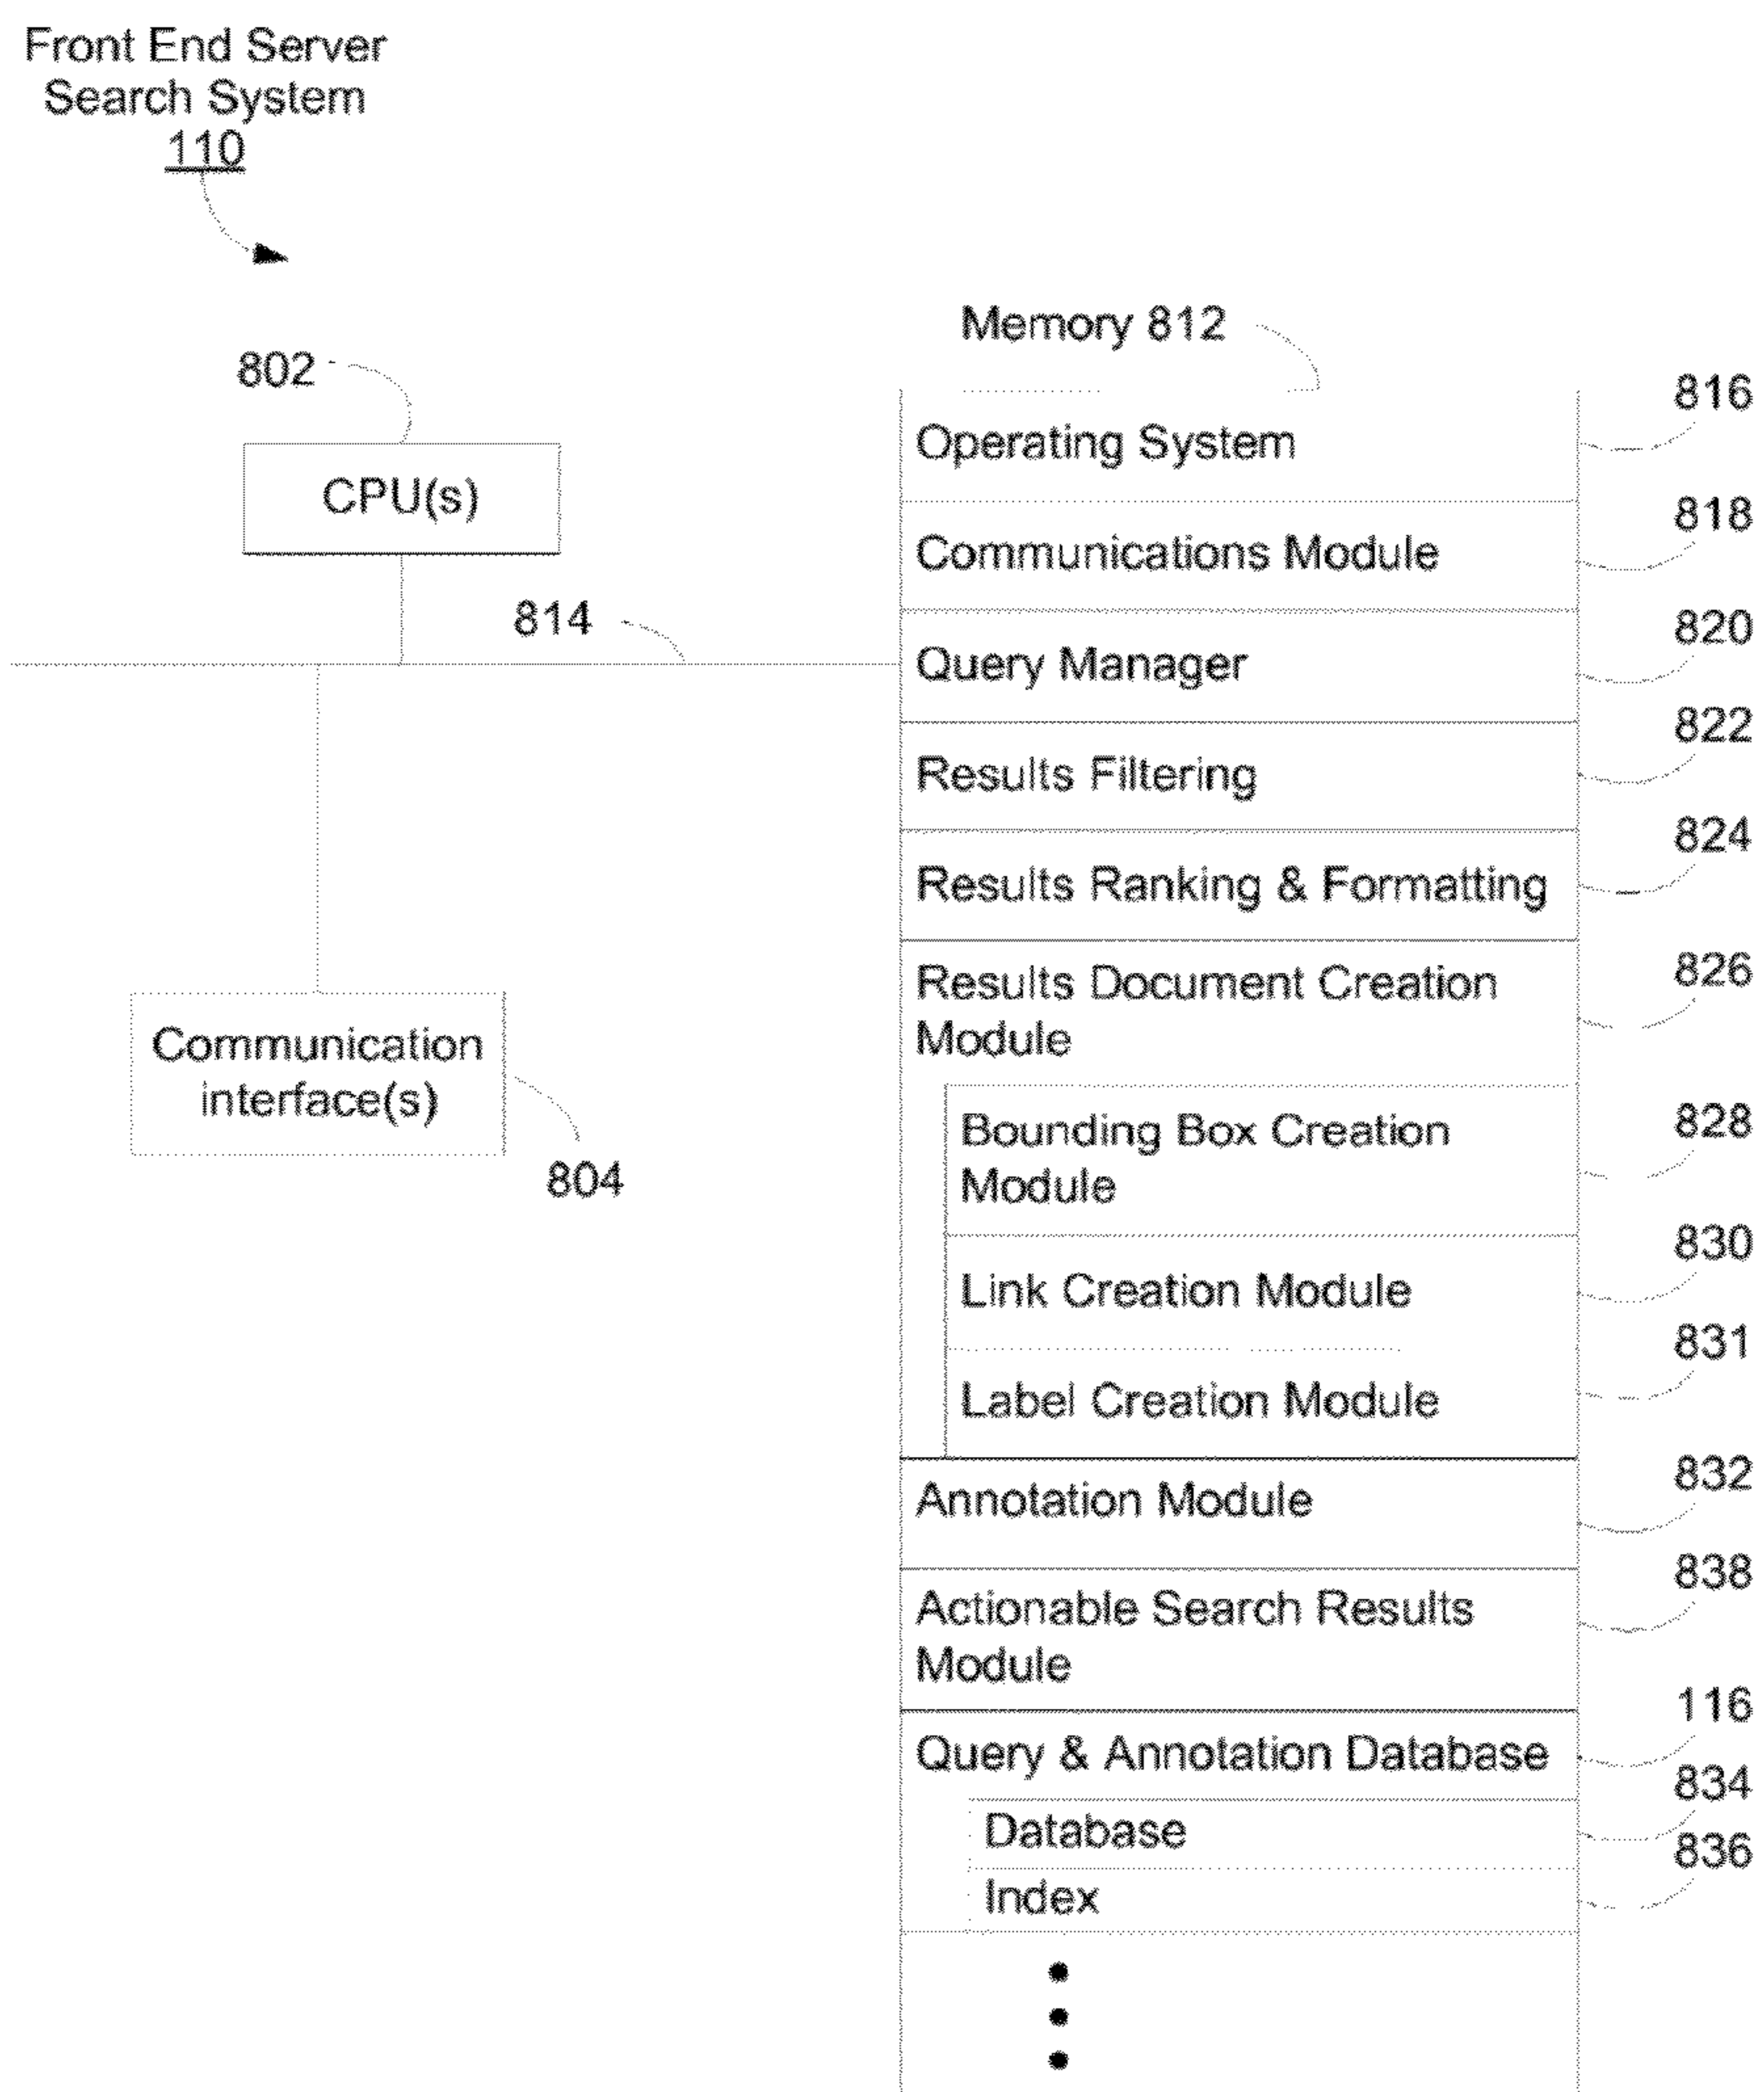 Front End Server
Search System
110
Memory 812
802
816
Operating System
CPU(s)
818
Communications Module
814
820
Query Manager
822
Results Filtering
824
Results Ranking & Formatting
826
Results Document Creation
Module
Communication
interface(s)
804
828
Bounding Box Creation
Module
830
Link Creation Module
831
Label Creation Module
832
Annotation Module
838
Actionable Search Results
Module
116
Query & Annotation Database
834
Database
836
Index